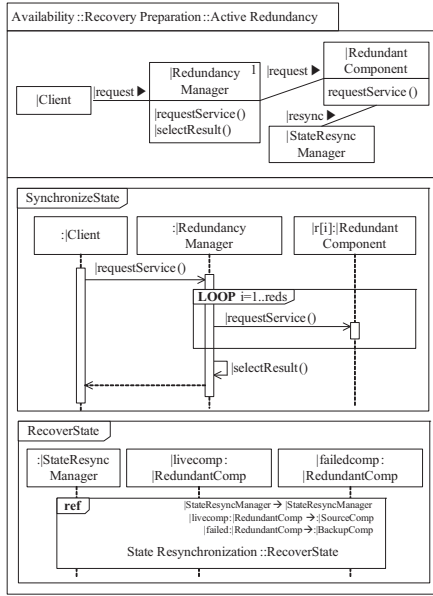 Availability::Recovery Preparation::Active Redundancy
|Client
|request ▶
|Redundancy 1
Manager
|requestService()
|selectResult()
|request ▶
|Redundant
Component
requestService()
|resync ▶
|StateResync
Manager
SynchronizeState
:|Client
:|Redundancy
Manager
|r[i]:|Redundant
Component
|requestService()
LOOP i=1..reds
|requestService()
|selectResult()
RecoverState
:|StateResync
Manager
|livecomp:
|RedundantComp
|failedcomp:
|RedundantComp
ref
|StateResyncManager → |StateResyncManager
|livecomp:|RedundantComp →:|SourceComp
|failed:|RedundantComp →:|BackupComp
State Resynchronization::RecoverState